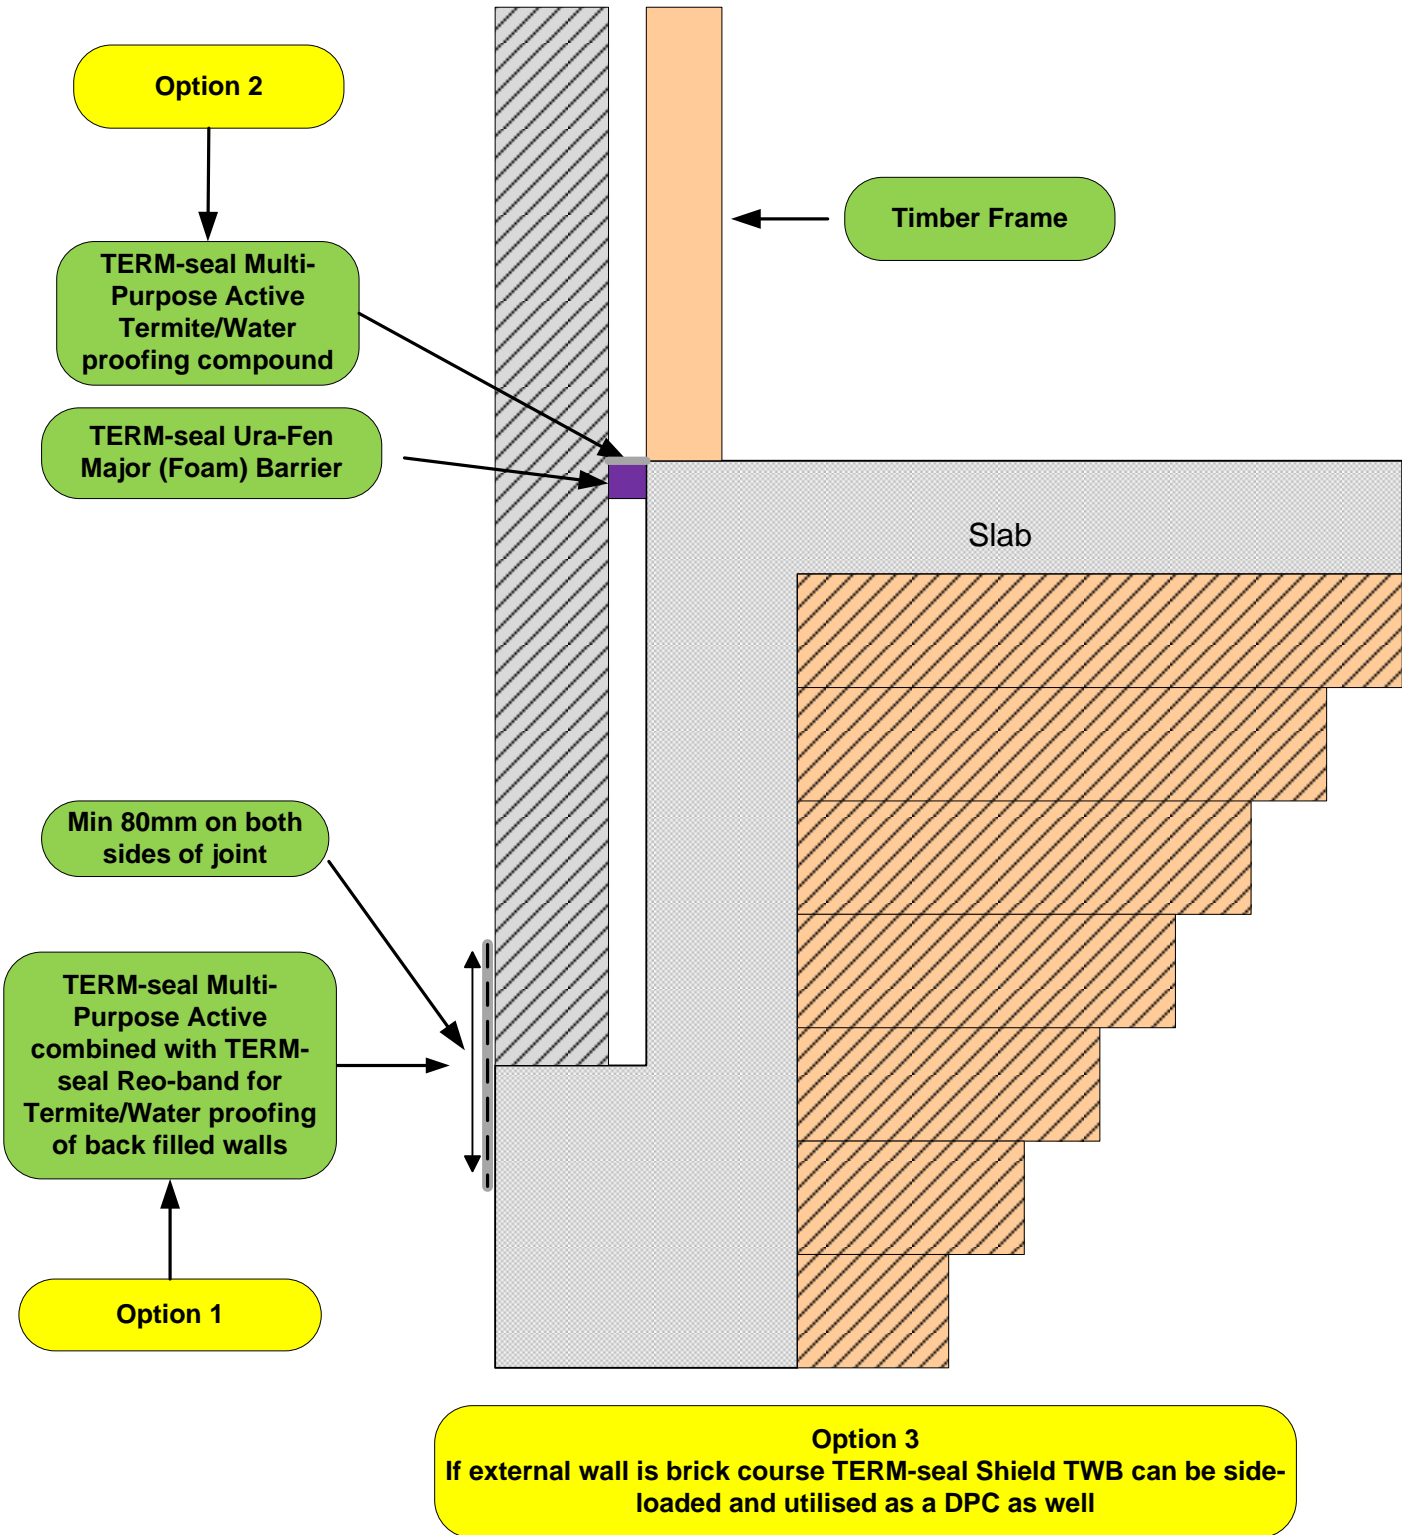 Option 2
TERM-seal Multi-
Purpose Active
Termite/Water
proofing compound
TERM-seal Ura-Fen
Major (Foam) Barrier
Timber Frame
Slab
Min 80mm on both
sides of joint
TERM-seal Multi-
Purpose Active
combined with TERM-
seal Reo-band for
Termite/Water proofing
of back filled walls
Option 1
Option 3
If external wall is brick course TERM-seal Shield TWB can be side-
loaded and utilised as a DPC as well